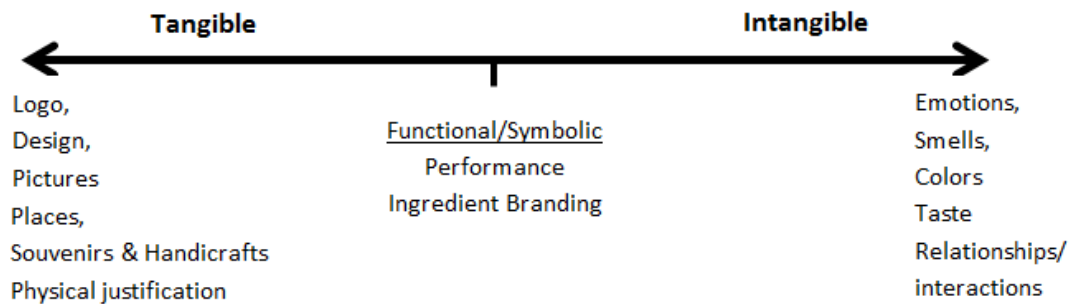 Tangible
Intangible
Logo,
Design,
Pictures
Places,
Souvenirs & Handicrafts
Physical justification
Functional/Symbolic
Performance
Ingredient Branding
Emotions,
Smells,
Colors
Taste
Relationships/
interactions